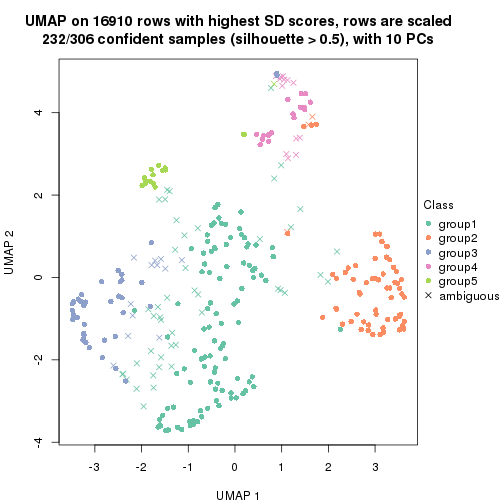 UMAP on 16910 rows with highest SD scores, rows are scaled
232/306 confident samples (silhouette > 0.5), with 10 PCs
UMAP 2
4
2
0
-2
-4
-3
-2
-1
0
1
2
3
UMAP 1
Class
group1
group2
group3
group4
group5
ambiguous